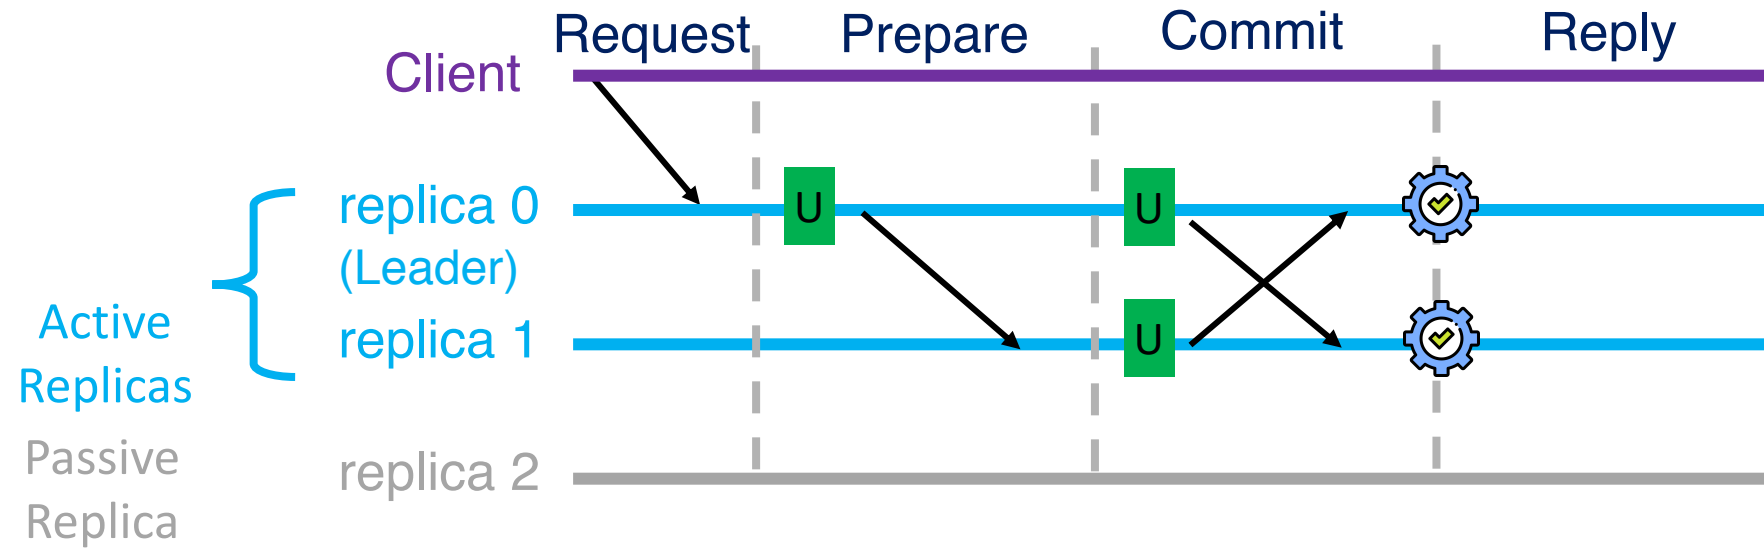 Request Prepare Commit Reply
Client
replica 0
(Leader)
replica 1
replica 2
Active
Replicas
Passive
Replica
U
U
U